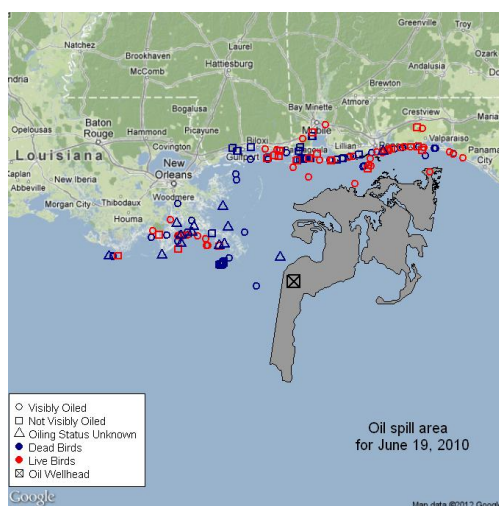 Natchez
Brookhaven
McComb
Laurel
Hattiesburg
Greenville
Troy
Andalusia
Brewton
Bay Minette
Atmore
Crestview
Valparaiso
Panama City
Bogalusa
Picayune
Opelousas
Baton Rouge
Hammond
Covington
Biloxi
Gulfport
Mobile
Lillian
Louisiana
New Orleans
Lafayette
New Iberia
Abbeville
Thibodaux
Woodmere
Morgan City
Houma
Visibly Oiled
Not Visibly Oiled
Oiling Status Unknown
Dead Birds
Live Birds
Oil Wellhead
Oil spill area
for June 19, 2010
Google
Map data ©2012 Google